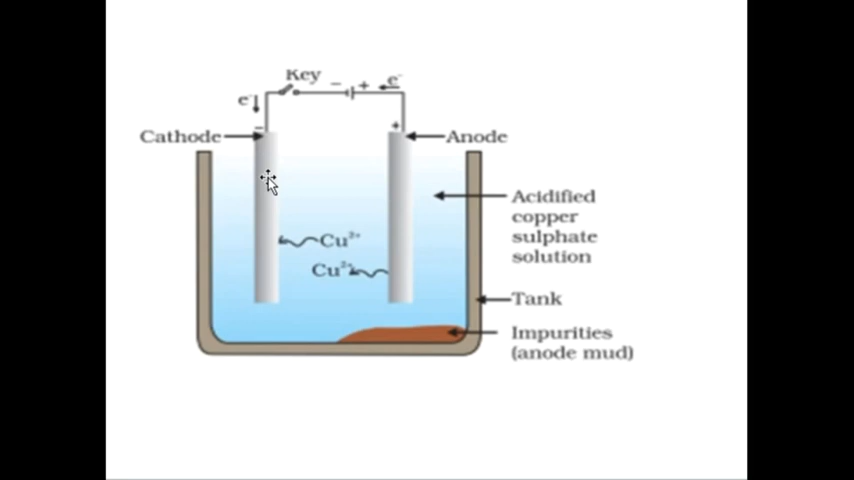 Key
− + e⁻
e⁻
− +
Cathode
Anode
Acidified
copper
sulphate
solution
Cu²⁺
Cu²⁺
Tank
Impurities
(anode mud)